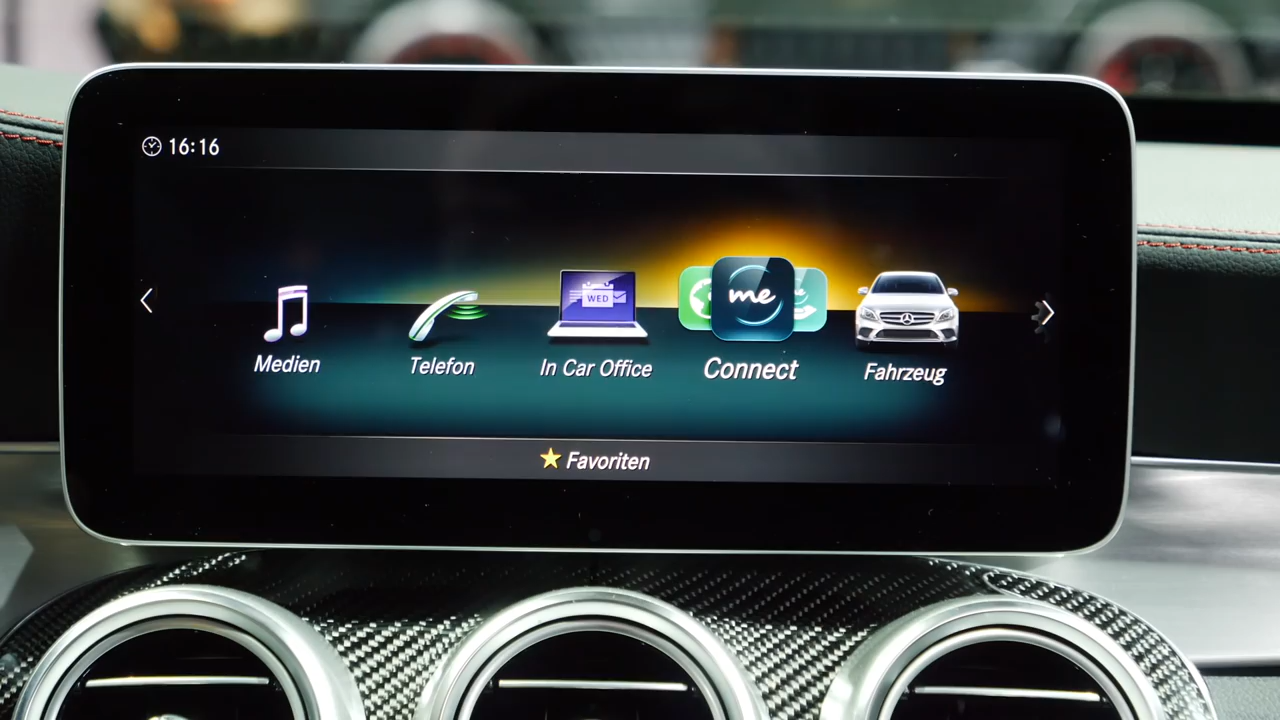 16:16
WED
me
Medien
Telefon
In Car Office
Connect
Fahrzeug
Favoriten